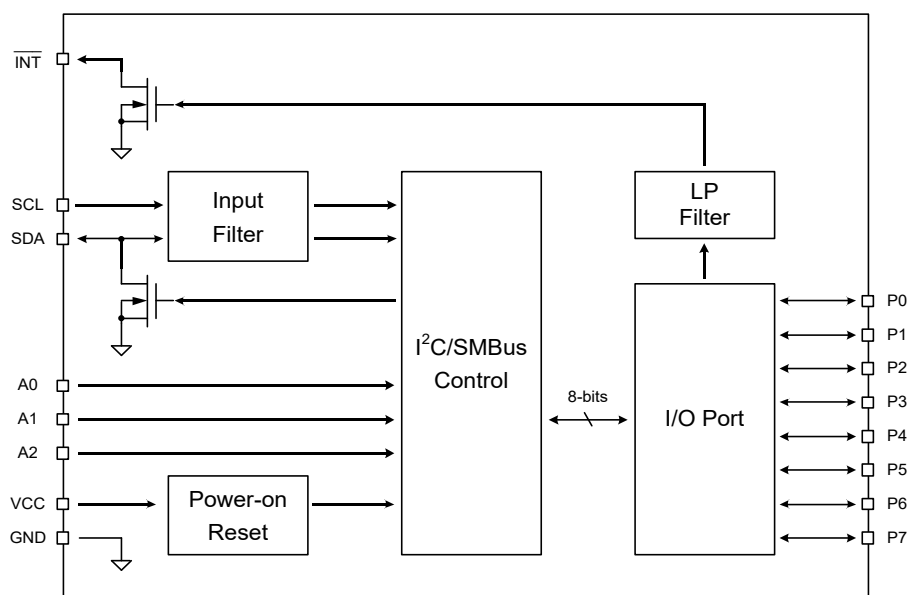 INT
SCL
SDA
A0
A1
A2
VCC
GND
Input
Filter
Power-on
Reset
I²C/SMBus
Control
8-bits
LP
Filter
I/O Port
P0
P1
P2
P3
P4
P5
P6
P7